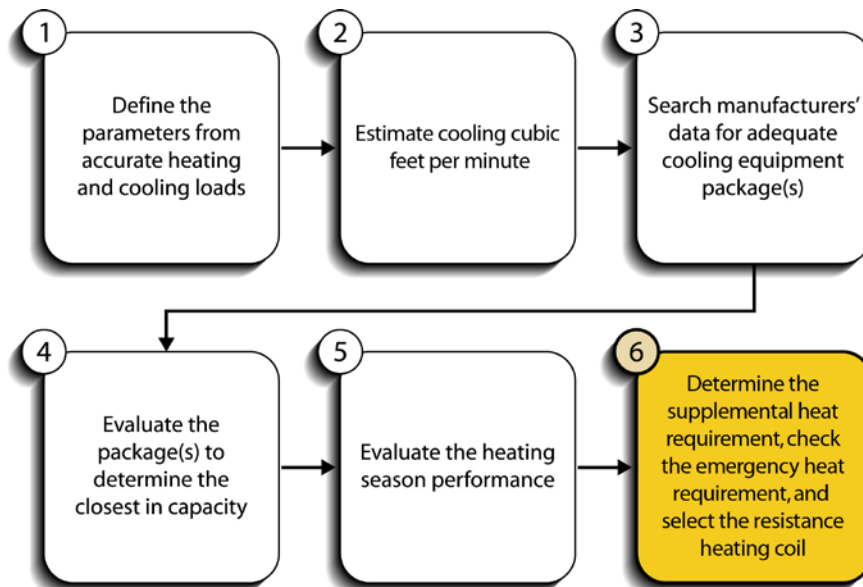 1
Define the
parameters from
accurate heating
and cooling loads
2
Estimate cooling cubic
feet per minute
3
Search manufacturers'
data for adequate
cooling equipment
package(s)
4
Evaluate the
package(s) to
determine the
closest in capacity
5
Evaluate the heating
season performance
6
Determine the
supplemental heat
requirement, check
the emergency heat
requirement, and
select the resistance
heating coil